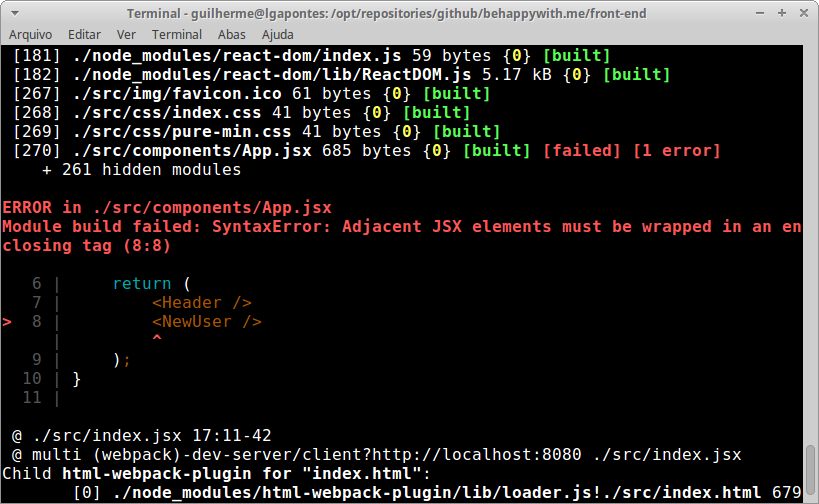 Terminal - guilherme@lgapontes: /opt/repositories/github/behappywith.me/front-end
Arquivo Editar Ver Terminal Abas Ajuda
[181] ./node_modules/react-dom/index.js 59 bytes {0} [built]
[182] ./node_modules/react-dom/lib/ReactDOM.js 5.17 kB {0} [built]
[267] ./src/img/favicon.ico 61 bytes {0} [built]
[268] ./src/css/index.css 41 bytes {0} [built]
[269] ./src/css/pure-min.css 41 bytes {0} [built]
[270] ./src/components/App.jsx 685 bytes {0} [built] [failed] [1 error]
+ 261 hidden modules
ERROR in ./src/components/App.jsx
Module build failed: SyntaxError: Adjacent JSX elements must be wrapped in an en
closing tag (8:8)
6 | return (
7 | <Header />
> 8 | <NewUser />
| ^
9 | );
10 | }
11 |
@ ./src/index.jsx 17:11-42
@ multi (webpack)-dev-server/client?http://localhost:8080 ./src/index.jsx
Child html-webpack-plugin for "index.html":
[0] ./node_modules/html-webpack-plugin/lib/loader.js!./src/index.html 679